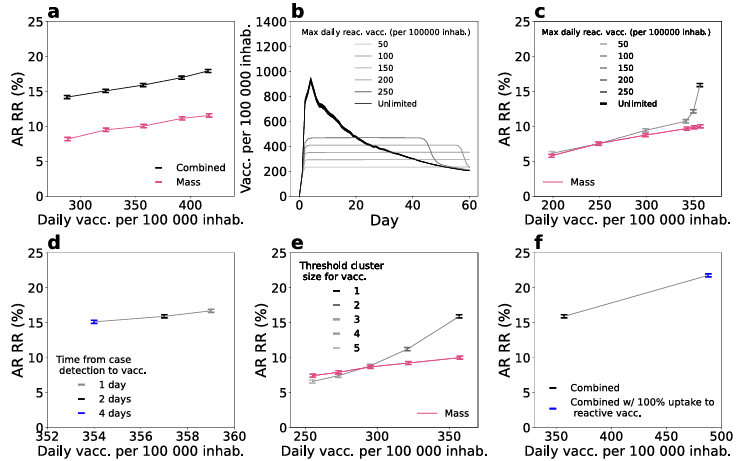 a
AR RR (%)
25
20
15
10
5
0
300
350
400
Combined
Mass
Daily vacc. per 100 000 inhab.
b
Vacc. per 100 000 inhab.
1400
1200
1000
800
600
400
200
0
0
20
40
60
Max daily reac. vacc. (per 100000 inhab.)
50
100
150
200
250
Unlimited
Day
c
AR RR (%)
25
20
15
10
5
0
200
250
300
350
Max daily reac. vacc. (per 100000 inhab.)
50
100
150
200
250
Unlimited
Mass
Daily vacc. per 100 000 inhab.
d
AR RR (%)
25
20
15
10
5
0
352
354
356
358
360
Time from case
detection to vacc.
1 day
2 days
4 days
Daily vacc. per 100 000 inhab.
e
AR RR (%)
25
20
15
10
5
0
250
300
350
Threshold cluster
size for vacc.
1
2
3
4
5
Mass
Daily vacc. per 100 000 inhab.
f
AR RR (%)
25
20
15
10
5
0
350
400
450
500
Combined
Combined w/ 100% uptake to
reactive vacc.
Daily vacc. per 100 000 inhab.